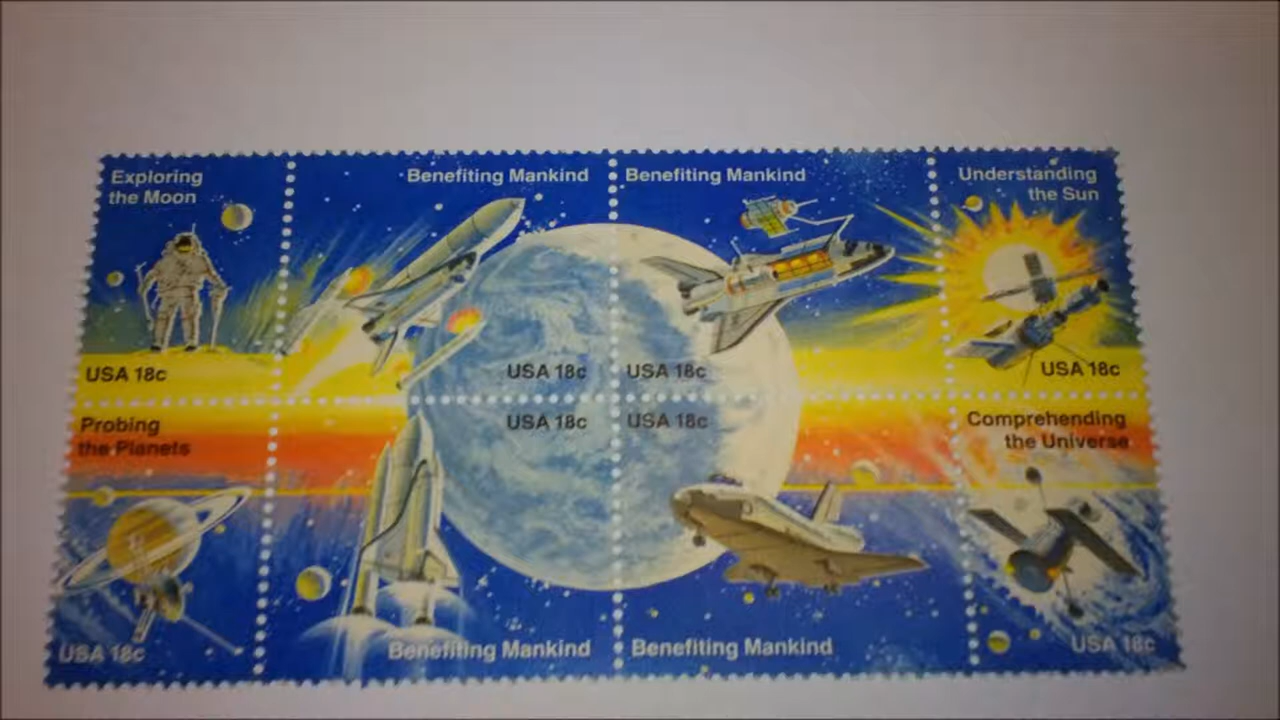 Exploring
the Moon
USA 18c
Benefiting Mankind
USA 18c
Benefiting Mankind
USA 18c
Understanding
the Sun
USA 18c
Probing
the Planets
USA 18c
USA 18c
Benefiting Mankind
USA 18c
Benefiting Mankind
Comprehending
the Universe
USA 18c